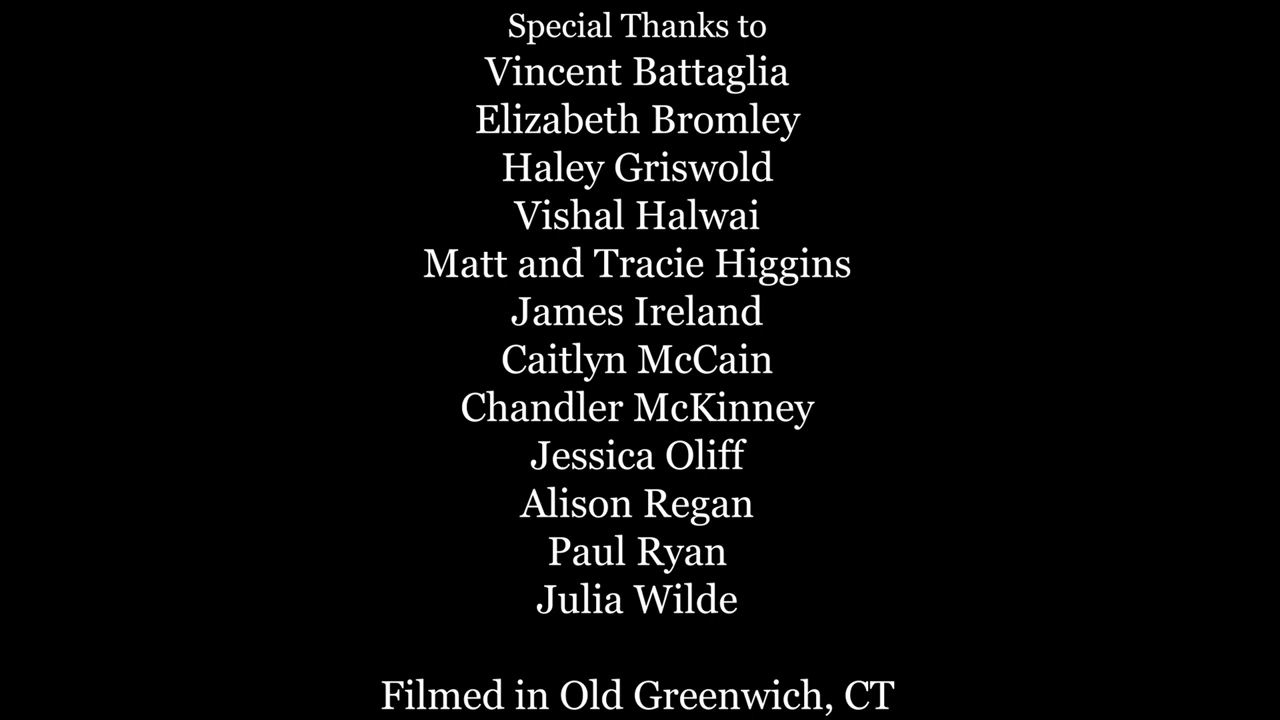 Special Thanks to
Vincent Battaglia
Elizabeth Bromley
Haley Griswold
Vishal Halwai
Matt and Tracie Higgins
James Ireland
Caitlyn McCain
Chandler McKinney
Jessica Oliff
Alison Regan
Paul Ryan
Julia Wilde
Filmed in Old Greenwich, CT